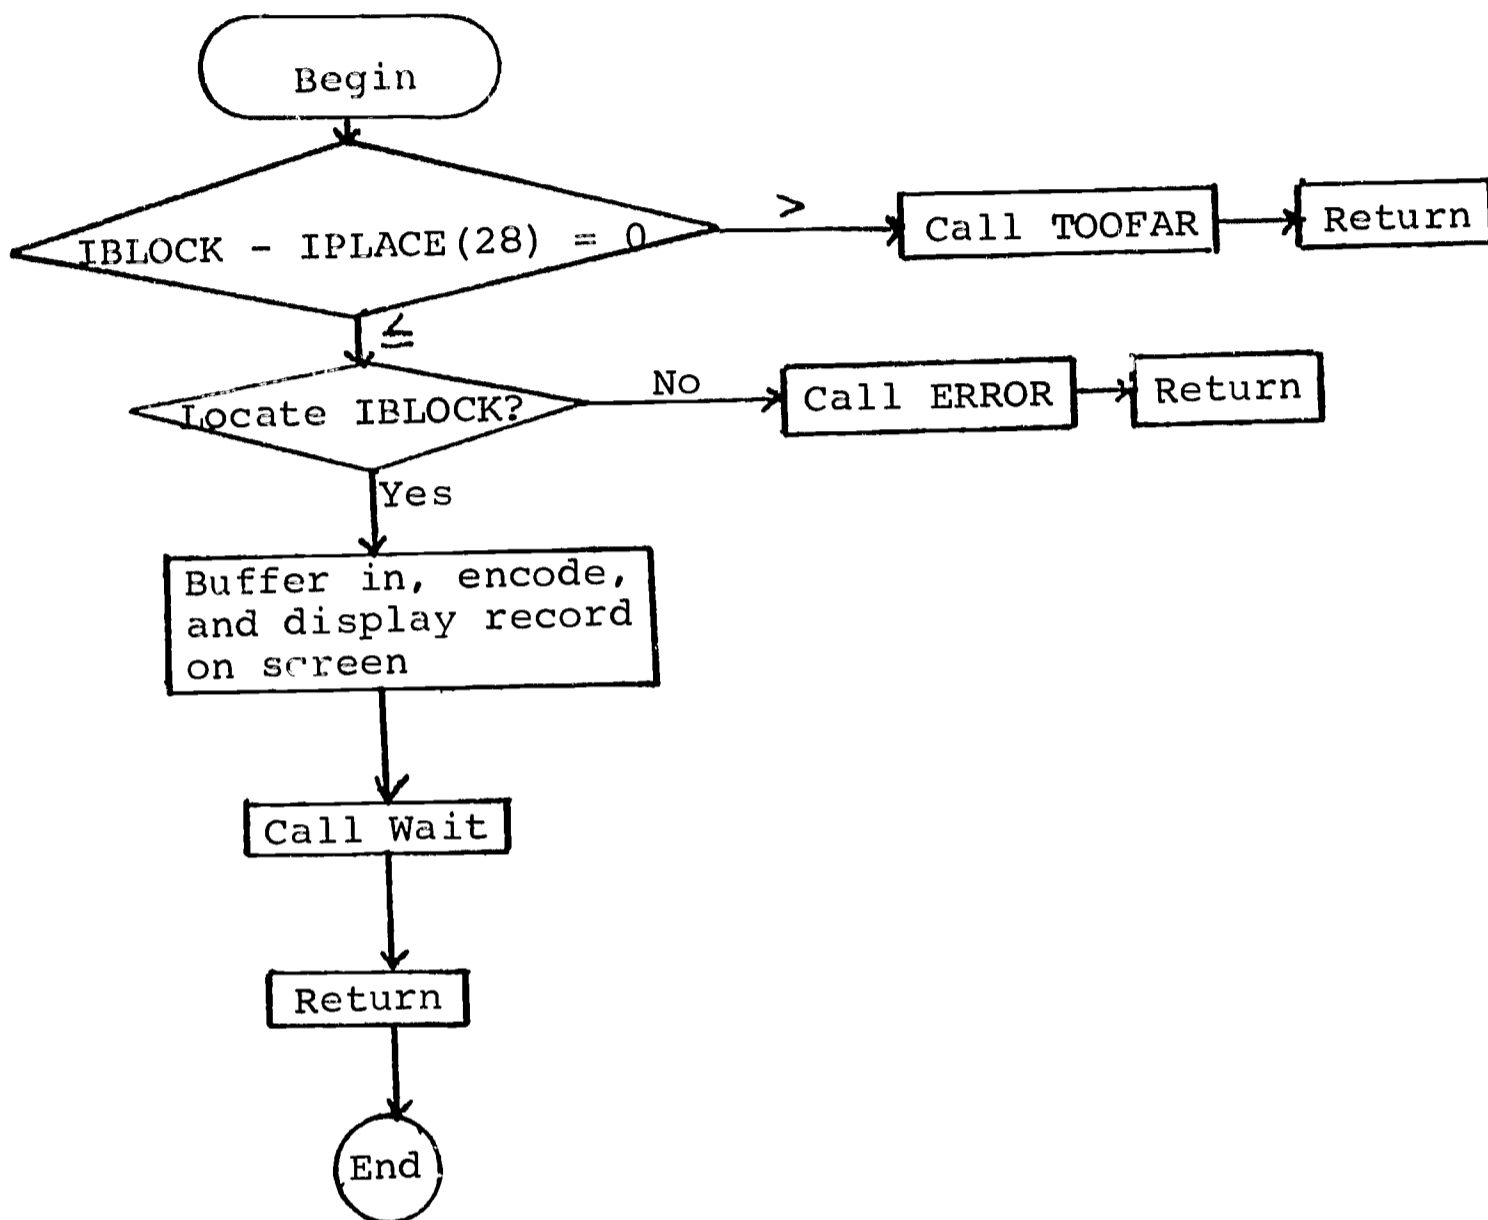 Begin
IBLOCK - IPLACE(28) = 0
>
Call TOOFAR
Return
≤
Locate IBLOCK?
No
Call ERROR
Return
Yes
Buffer in, encode,
and display record
on screen
Call Wait
Return
End